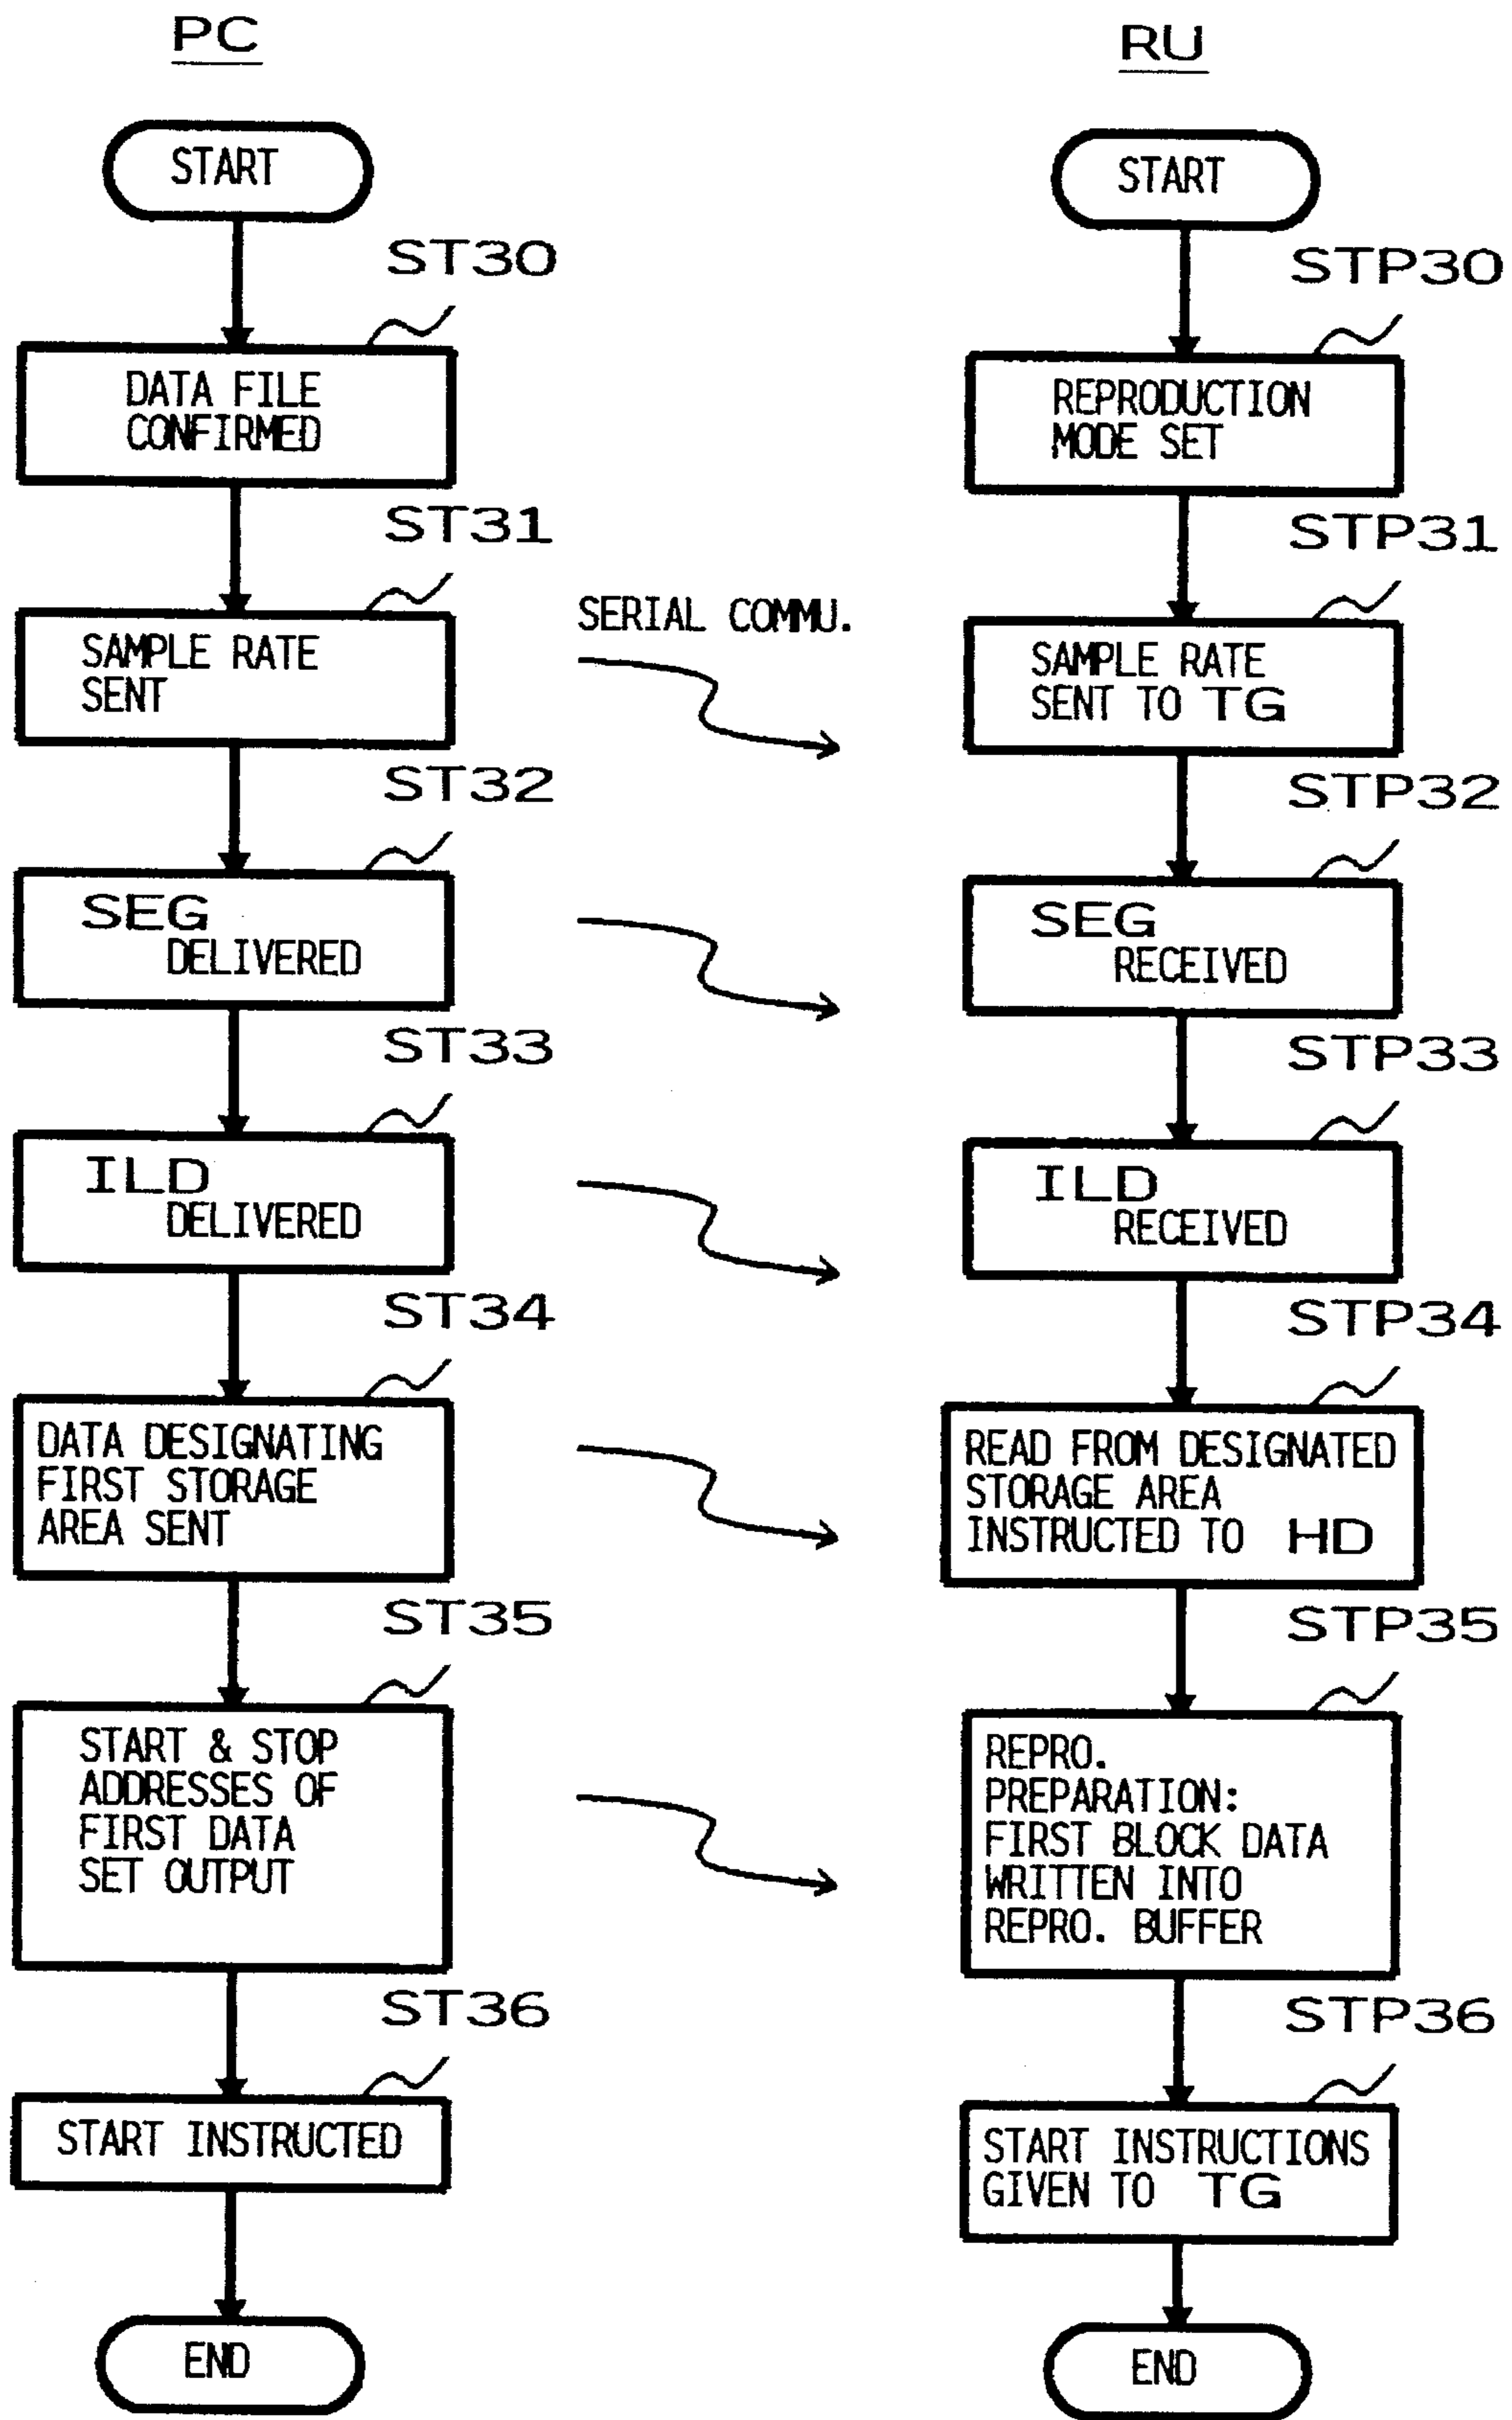 PC
START
ST30
DATA FILE
CONFIRMED
ST31
SAMPLE RATE
SENT
ST32
SEG
DELIVERED
ST33
ILD
DELIVERED
ST34
DATA DESIGNATING
FIRST STORAGE
AREA SENT
ST35
START & STOP
ADDRESSES OF
FIRST DATA
SET OUTPUT
ST36
START INSTRUCTED
END
SERIAL COMMU.
RU
START
STP30
REPRODUCTION
MODE SET
STP31
SAMPLE RATE
SENT TO TG
STP32
SEG
RECEIVED
STP33
ILD
RECEIVED
STP34
READ FROM DESIGNATED
STORAGE AREA
INSTRUCTED TO HD
STP35
REPRO.
PREPARATION:
FIRST BLOCK DATA
WRITTEN INTO
REPRO. BUFFER
STP36
START INSTRUCTIONS
GIVEN TO TG
END